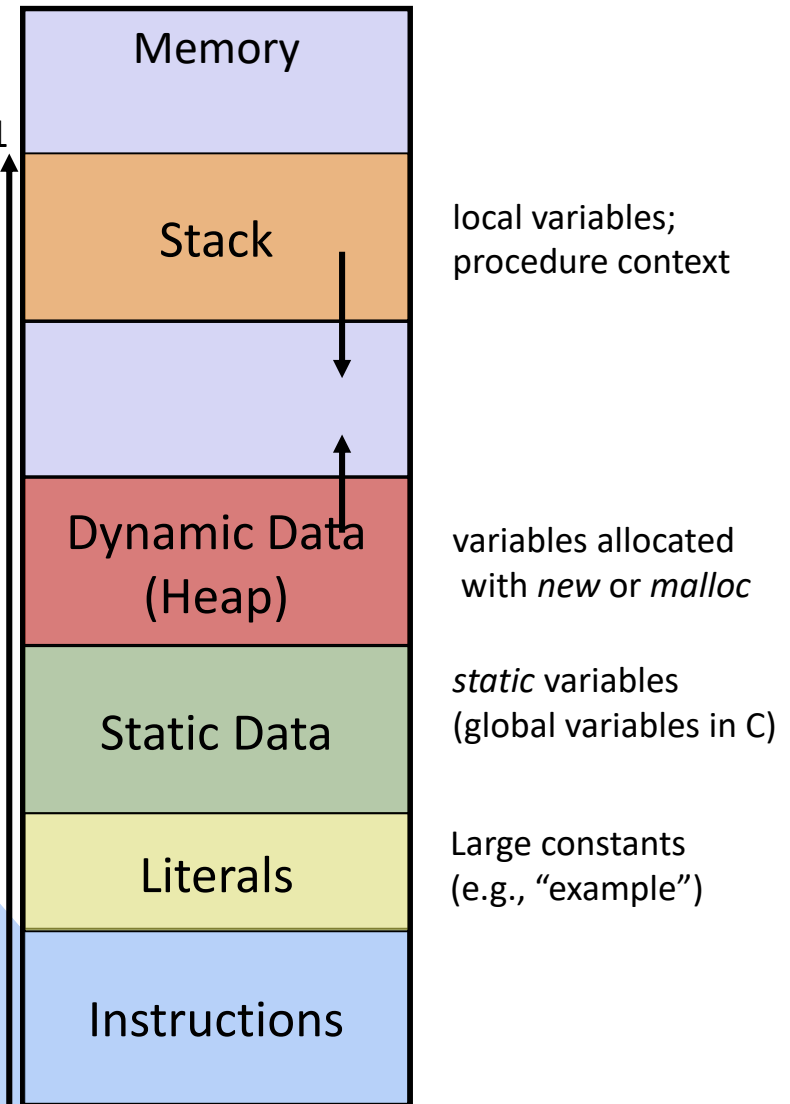 Memory
1
Stack
local variables;
procedure context
Dynamic Data
(Heap)
variables allocated
with new or malloc
static variables
(global variables in C)
Static Data
Large constants
(e.g., “example”)
Literals
Instructions